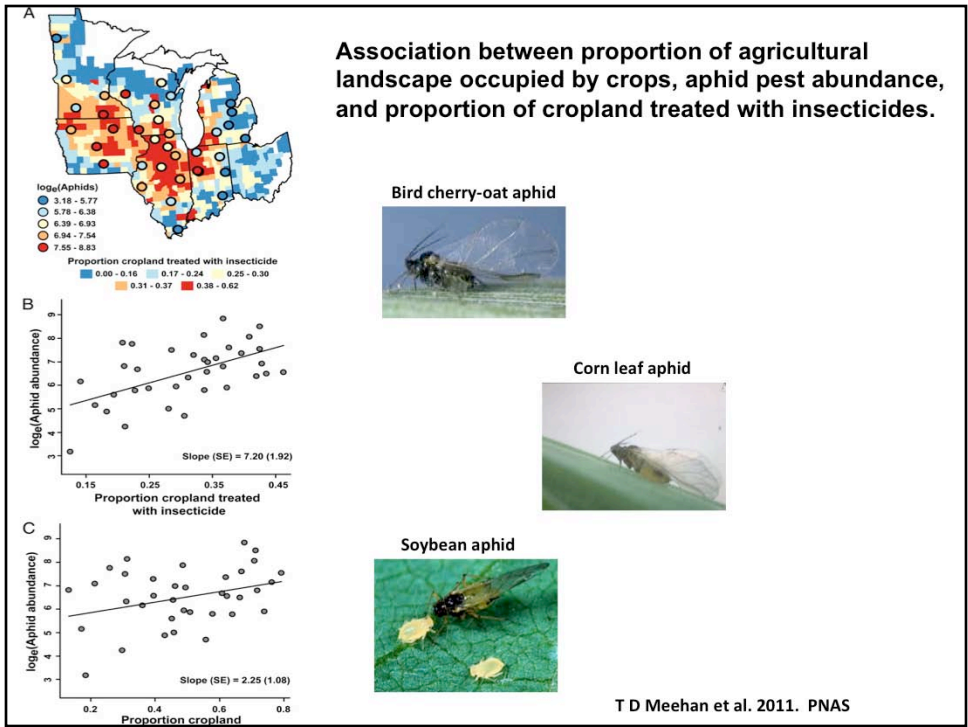 A
Association between proportion of agricultural
landscape occupied by crops, aphid pest abundance,
and proportion of cropland treated with insecticides.
loge(Aphids)
3.18 - 5.77
5.78 - 6.38
6.39 - 6.93
6.94 - 7.54
7.55 - 8.83
Proportion cropland treated with insecticide
0.00 - 0.16 0.17 - 0.24 0.25 - 0.30
0.31 - 0.37 0.38 - 0.62
B
loge(Aphid abundance)
9
8
7
6
5
4
3
Slope (SE) = 7.20 (1.92)
0.15 0.25 0.35 0.45
Proportion cropland treated
with insecticide
C
loge(Aphid abundance)
9
8
7
6
5
4
3
Slope (SE) = 2.25 (1.08)
0.2 0.4 0.6 0.8
Proportion cropland
Bird cherry-oat aphid
Corn leaf aphid
Soybean aphid
T D Meehan et al. 2011. PNAS